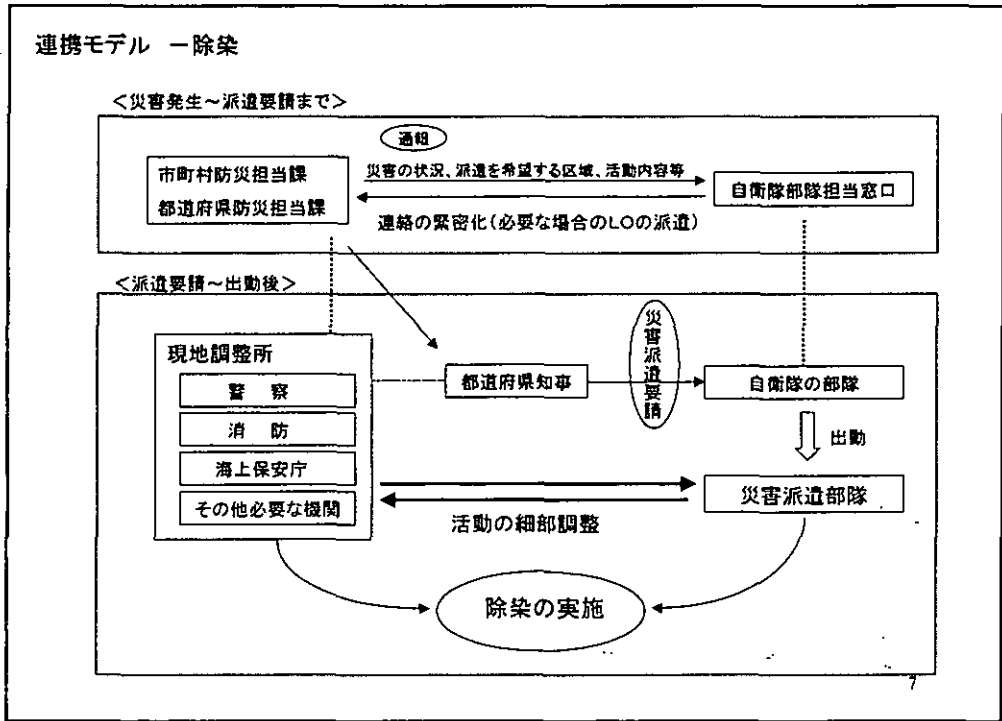 連携モデル －除染
＜災害発生～派遣要請まで＞
通報
市町村防災担当課
都道府県防災担当課
災害の状況、派遣を希望する区域、活動内容等
自衛隊部隊担当窓口
連絡の緊密化（必要な場合のLOの派遣）
＜派遣要請～出動後＞
現地調整所
警 察
消 防
海上保安庁
その他必要な機関
都道府県知事
災害派遣要請
自衛隊の部隊
出動
災害派遣部隊
活動の細部調整
除染の実施
7